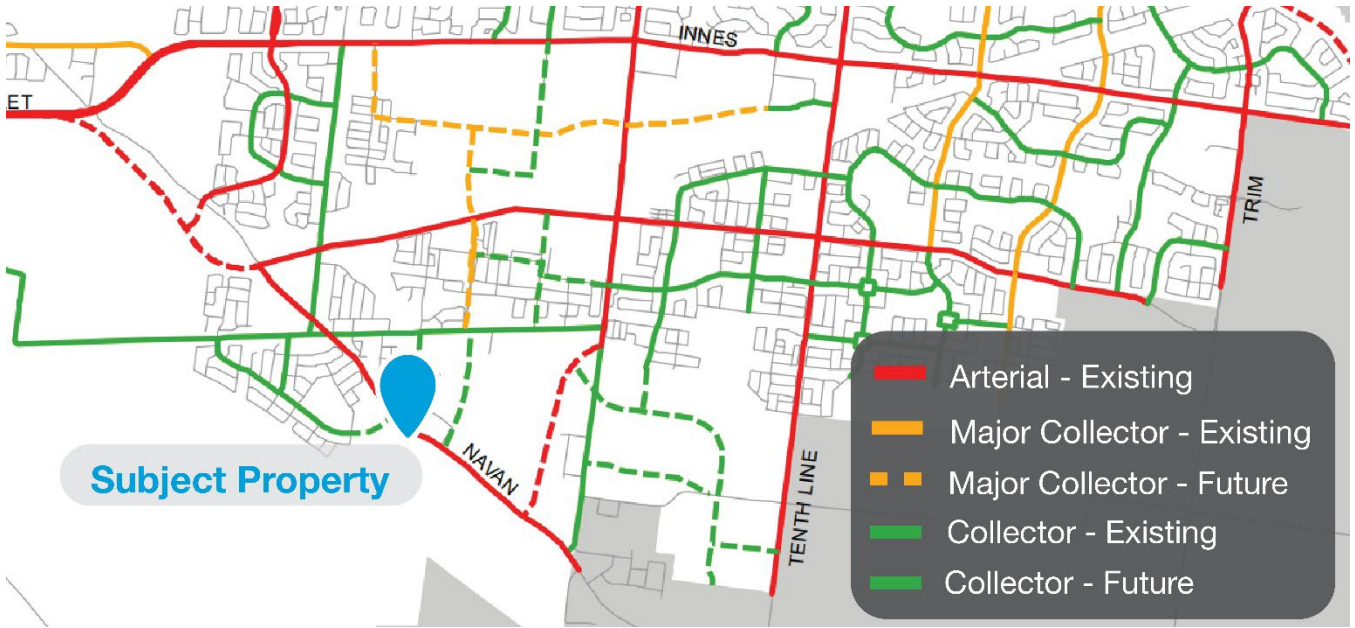 INNES
ET
TRIM
Arterial - Existing
Major Collector - Existing
Major Collector - Future
Collector - Existing
Collector - Future
Subject Property
NAVAN
TENTH LINE